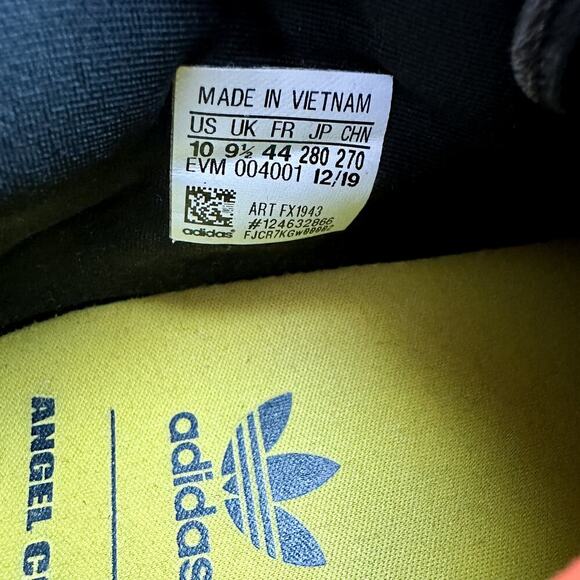 MADE IN VIETNAM
US UK FR JP CHN
10 9½ 44 280 270
EVM 004001 12/19
ART FX1943
#124632866
adidas
adidas
ANGEL